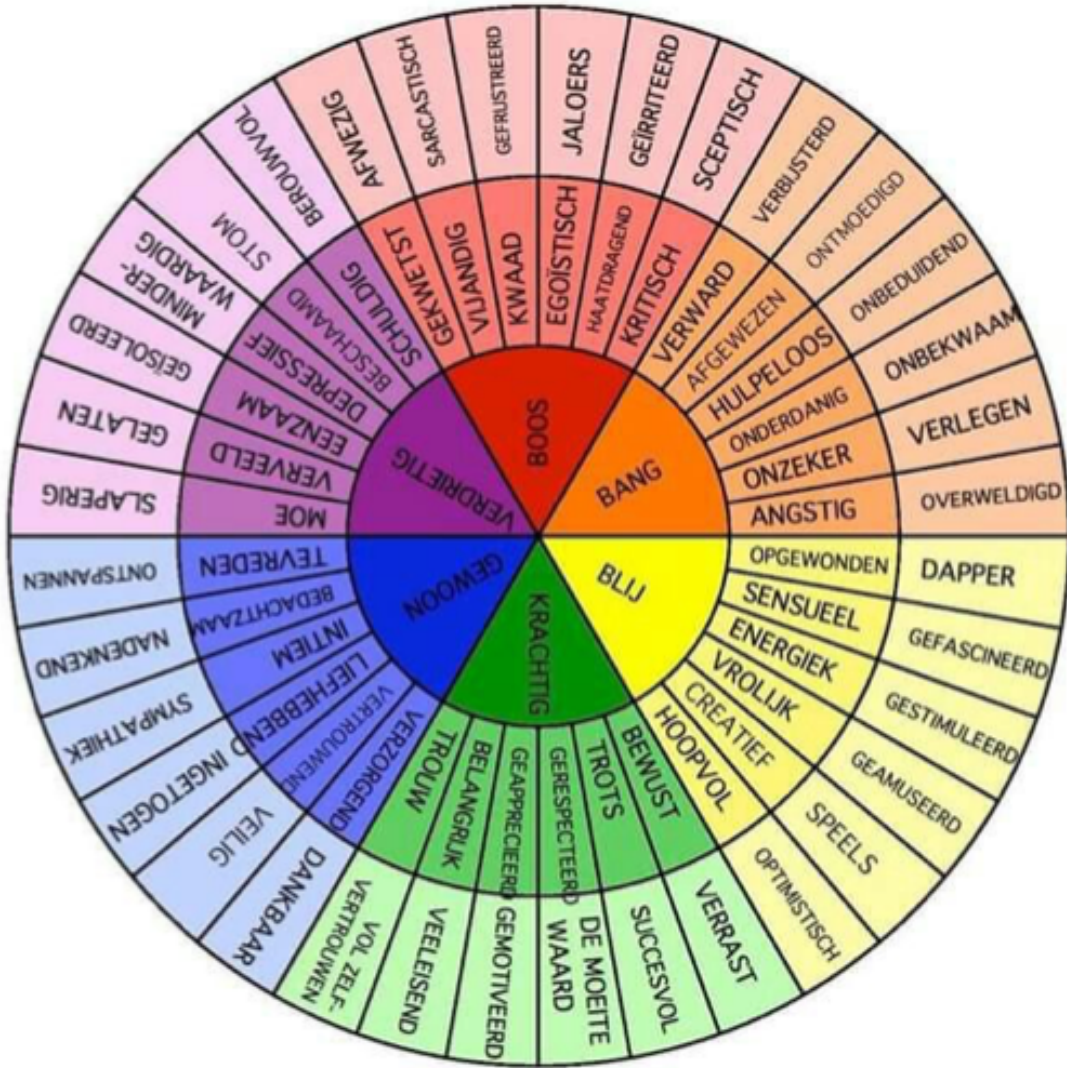 BOOS
BANG
BLIJ
KRACHTIG
GEWOON
VERDRIETIG
GEKWETST
VIJANDIG
KWAAD
EGOÏSTISCH
HAATDRAGEND
KRITISCH
VERWARD
AFGEWEZEN
HULPELOOS
ONDERDANIG
ONZEKER
ANGSTIG
OPGEWONDEN
SENSUEEL
ENERGIEK
VROLIJK
CREATIEF
HOOPVOL
BEWUST
TROTS
GERESPECTEERD
GEAPPRECIEERD
BELANGRIJK
TROUW
VERZORGEND
VERTROUWEND
LIEFHEBBEND
INTIEM
BEDACHTZAAM
TEVREDEN
MOE
VERVEELD
EENZAAM
DEPRESSIEF
BESCHAAMD
SCHULDIG
AFWEZIG
SARCASTISCH
GEFRUSTREERD
JALOERS
GEÏRRITEERD
SCEPTISCH
VERBIJSTERD
ONTMOEDIGD
ONBEDUIDEND
ONBEKWAAM
VERLEGEN
OVERWELDIGD
DAPPER
GEFASCINEERD
GESTIMULEERD
GEAMUSEERD
SPEELS
OPTIMISTISCH
VERRAST
SUCCESVOL
DE MOEITE
WAARD
GEMOTIVEERD
VEELEISEND
VOL ZELF-
VERTROUWEN
DANKBAAR
VEILIG
INGETOGEN
SYMPATHIEK
NADENKEND
ONTSPANNEN
SLAPERIG
GELATEN
GEÏSOLEERD
MINDER-
WAARDIG
STOM
BEROUWVOL